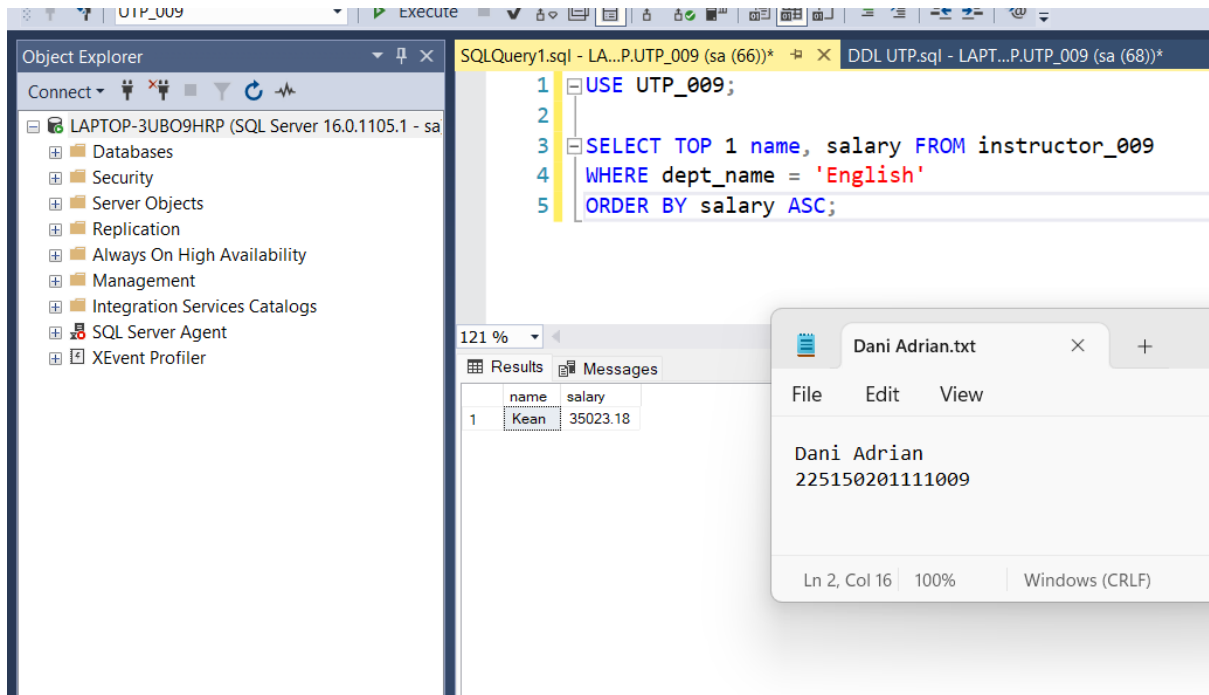 UTP_009
Execute
Object Explorer
SQLQuery1.sql - LA...P.UTP_009 (sa (66))*
DDL UTP.sql - LAPT...P.UTP_009 (sa (68))*
Connect
LAPTOP-3UBO9HRP (SQL Server 16.0.1105.1 - sa
Databases
Security
Server Objects
Replication
Always On High Availability
Management
Integration Services Catalogs
SQL Server Agent
XEvent Profiler
1 USE UTP_009;
2
3 SELECT TOP 1 name, salary FROM instructor_009
4 WHERE dept_name = 'English'
5 ORDER BY salary ASC;
121 %
Results Messages
name salary
1 Kean 35023.18
Dani Adrian.txt
File Edit View
Dani Adrian
225150201111009
Ln 2, Col 16 100% Windows (CRLF)